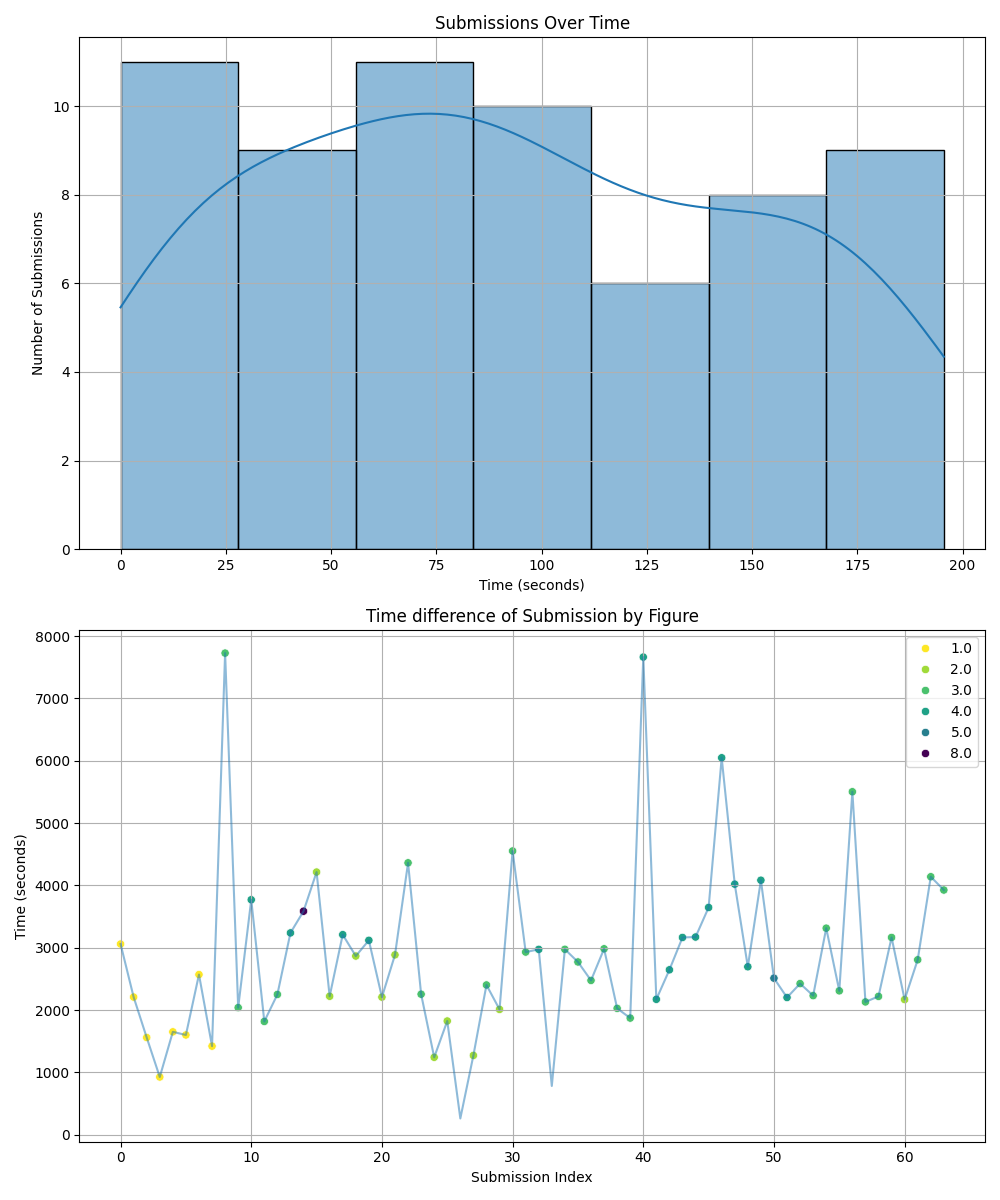 Submissions Over Time
Number of Submissions
10
8
6
4
2
0
0 25 50 75 100 125 150 175 200
Time (seconds)
Time difference of Submission by Figure
Time (seconds)
8000
7000
6000
5000
4000
3000
2000
1000
0
1.0
2.0
3.0
4.0
5.0
8.0
0 10 20 30 40 50 60
Submission Index